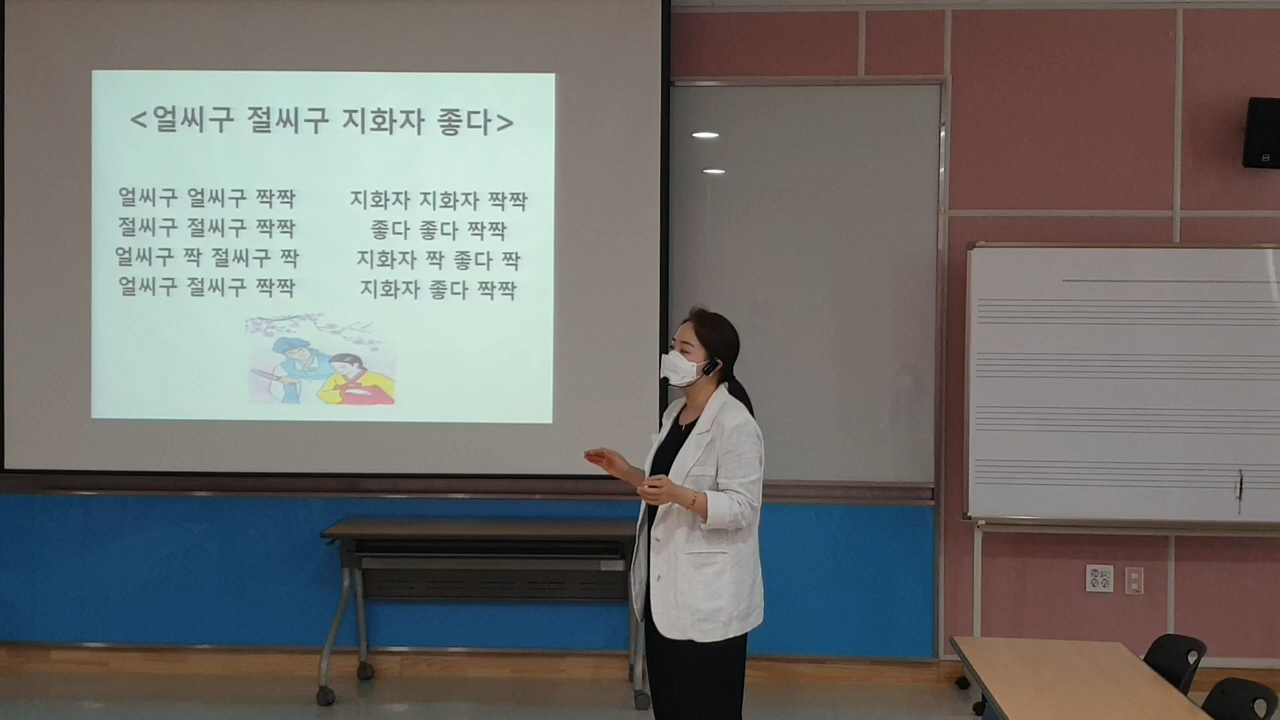 <얼씨구 절씨구 지화자 좋다>
얼씨구 얼씨구 짝짝
절씨구 절씨구 짝짝
얼씨구 짝 절씨구 짝
얼씨구 절씨구 짝짝
지화자 지화자 짝짝
좋다 좋다 짝짝
지화자 짝 좋다 짝
지화자 좋다 짝짝